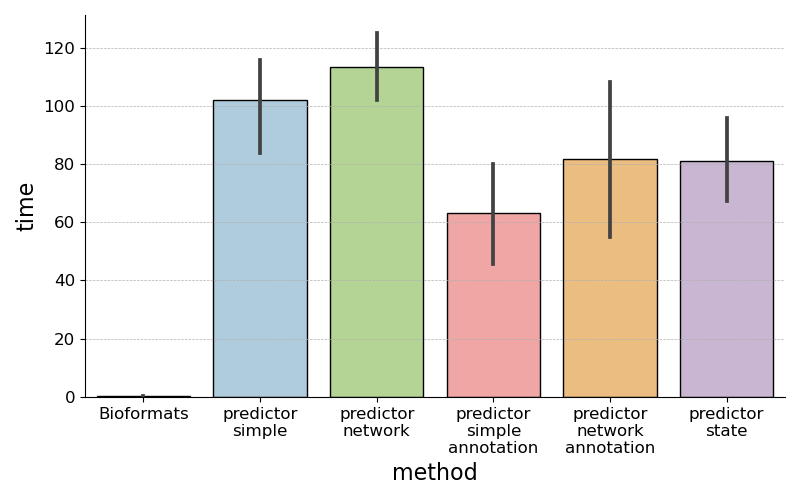 time
120
100
80
60
40
20
0
Bioformats
predictor
simple
predictor
network
predictor
simple
annotation
predictor
network
annotation
predictor
state
method